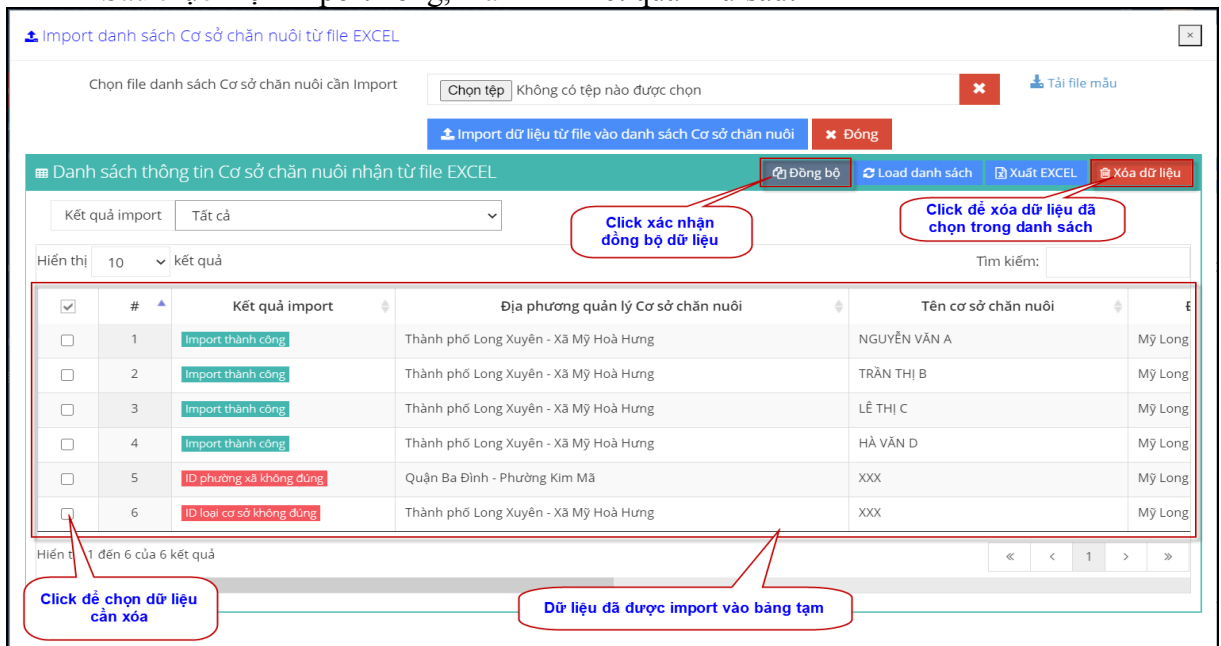 Import danh sách Cơ sở chăn nuôi từ file EXCEL
Chọn file danh sách Cơ sở chăn nuôi cần Import
Chọn tệp Không có tệp nào được chọn
Tải file mẫu
Import dữ liệu từ file vào danh sách Cơ sở chăn nuôi
Đóng
Danh sách thông tin Cơ sở chăn nuôi nhận từ file EXCEL
Đồng bộ
Load danh sách
Xuất EXCEL
Xóa dữ liệu
Kết quả import Tất cả
Click xác nhận
đồng bộ dữ liệu
Click để xóa dữ liệu đã
chọn trong danh sách
Hiển thị 10 kết quả
Tìm kiếm:
# Kết quả import Địa phương quản lý Cơ sở chăn nuôi Tên cơ sở chăn nuôi
1 Import thành công Thành phố Long Xuyên - Xã Mỹ Hoà Hưng NGUYỄN VĂN A Mỹ Long
2 Import thành công Thành phố Long Xuyên - Xã Mỹ Hoà Hưng TRẦN THỊ B Mỹ Long
3 Import thành công Thành phố Long Xuyên - Xã Mỹ Hoà Hưng LÊ THỊ C Mỹ Long
4 Import thành công Thành phố Long Xuyên - Xã Mỹ Hoà Hưng HÀ VĂN D Mỹ Long
5 ID phường xã không đúng Quận Ba Đình - Phường Kim Mã XXX Mỹ Long
6 ID loại cơ sở không đúng Thành phố Long Xuyên - Xã Mỹ Hoà Hưng XXX Mỹ Long
Hiển 1 đến 6 của 6 kết quả
« < 1 > »
Click để chọn dữ liệu
cần xóa
Dữ liệu đã được import vào bảng tạm